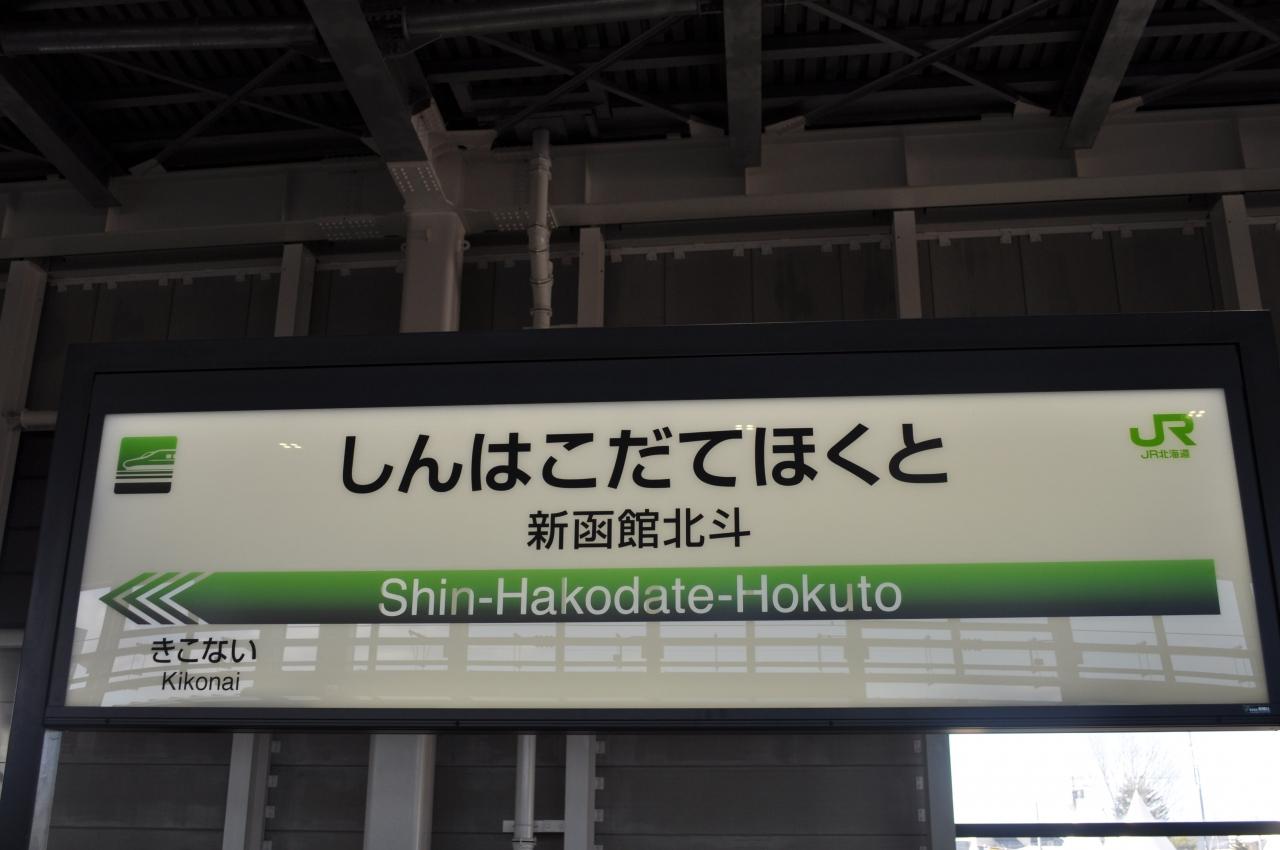 しんはこだてほくと
JR
JR北海道
新函館北斗
Shin-Hakodate-Hokuto
きこない
Kikonai